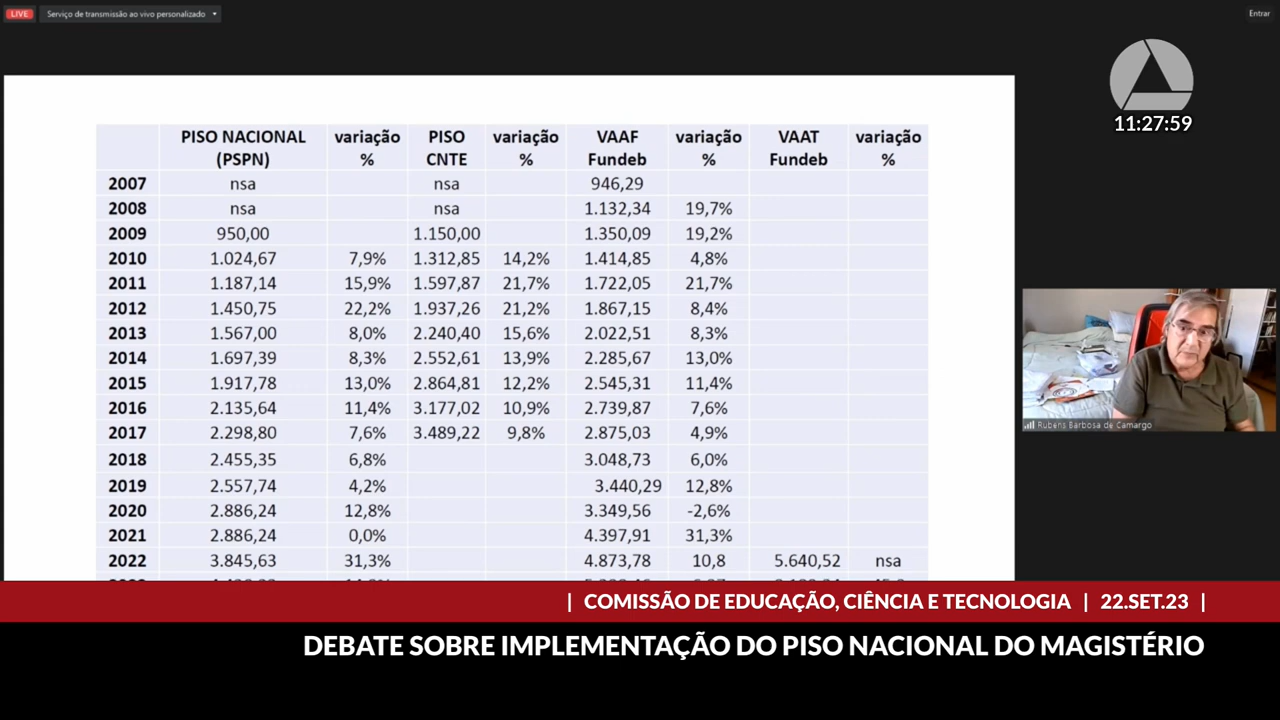 LIVE Serviço de transmissão ao vivo personalizado
Entrar
11:27:59
PISO NACIONAL (PSPN) variação % PISO CNTE variação % VAAF Fundeb variação % VAAT Fundeb variação %
2007 nsa nsa 946,29
2008 nsa nsa 1.132,34 19,7%
2009 950,00 1.150,00 1.350,09 19,2%
2010 1.024,67 7,9% 1.312,85 14,2% 1.414,85 4,8%
2011 1.187,14 15,9% 1.597,87 21,7% 1.722,05 21,7%
2012 1.450,75 22,2% 1.937,26 21,2% 1.867,15 8,4%
2013 1.567,00 8,0% 2.240,40 15,6% 2.022,51 8,3%
2014 1.697,39 8,3% 2.552,61 13,9% 2.285,67 13,0%
2015 1.917,78 13,0% 2.864,81 12,2% 2.545,31 11,4%
2016 2.135,64 11,4% 3.177,02 10,9% 2.739,87 7,6%
2017 2.298,80 7,6% 3.489,22 9,8% 2.875,03 4,9%
2018 2.455,35 6,8% 3.048,73 6,0%
2019 2.557,74 4,2% 3.440,29 12,8%
2020 2.886,24 12,8% 3.349,56 -2,6%
2021 2.886,24 0,0% 4.397,91 31,3%
2022 3.845,63 31,3% 4.873,78 10,8 5.640,52 nsa
Rubens Barbosa de Camargo
| COMISSÃO DE EDUCAÇÃO, CIÊNCIA E TECNOLOGIA | 22.SET.23 |
DEBATE SOBRE IMPLEMENTAÇÃO DO PISO NACIONAL DO MAGISTÉRIO